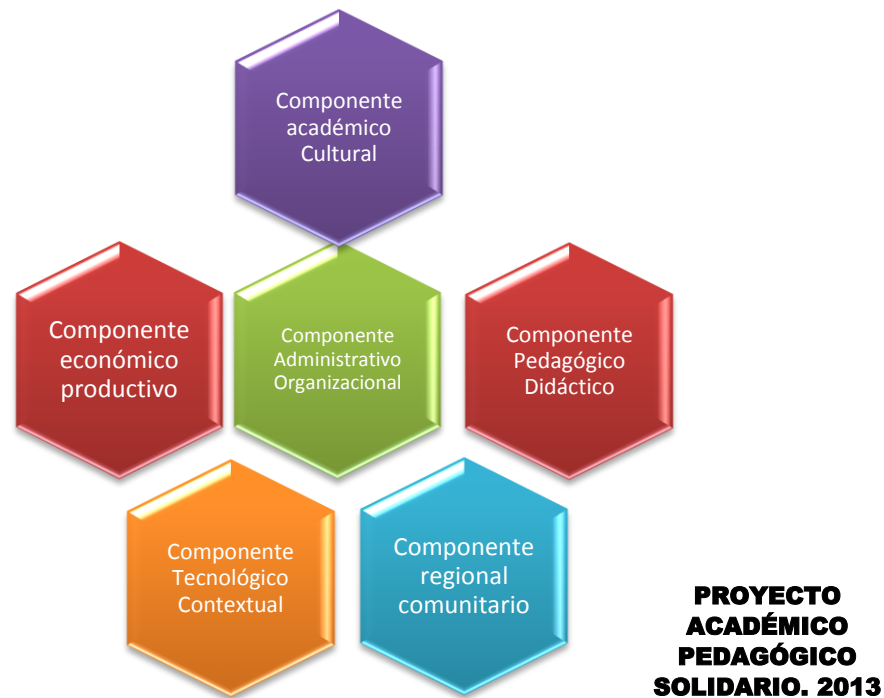 Componente
académico
Cultural
Componente
económico
productivo
Componente
Administrativo
Organizacional
Componente
Pedagógico
Didáctico
Componente
Tecnológico
Contextual
Componente
regional
comunitario
PROYECTO
ACADÉMICO
PEDAGÓGICO
SOLIDARIO. 2013